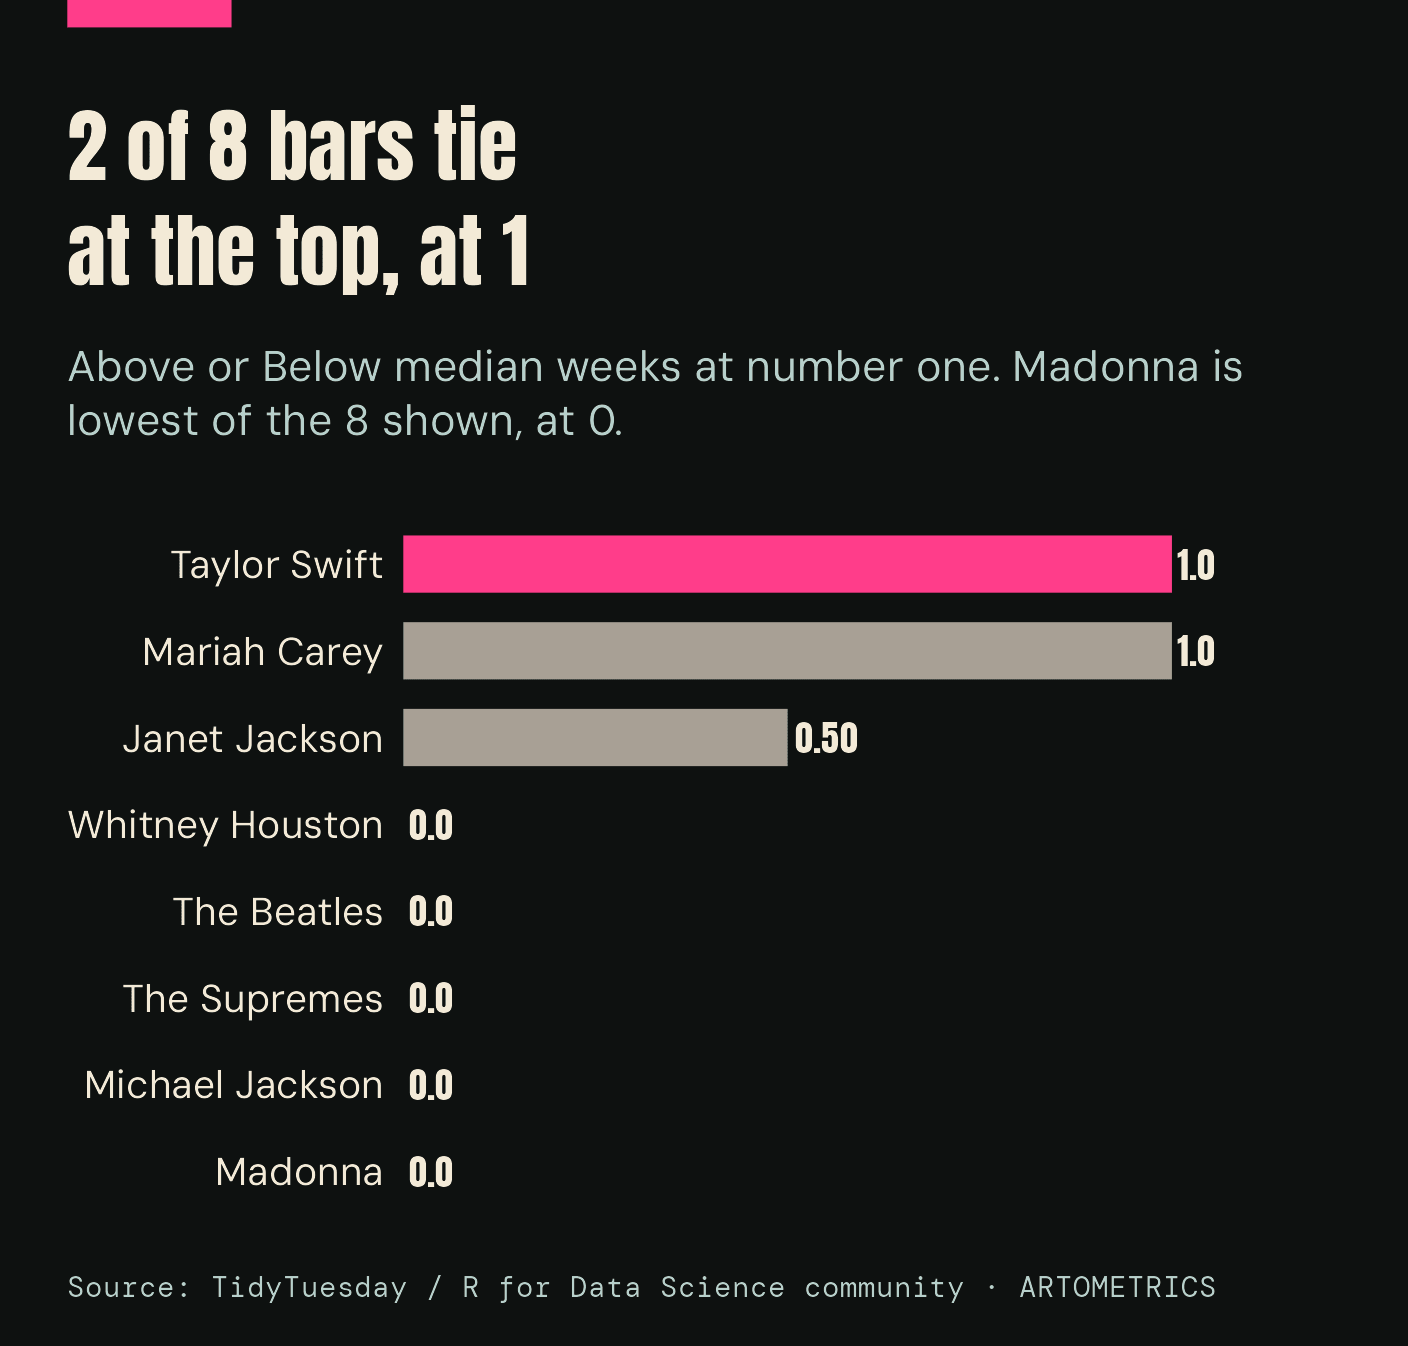 2 of 8 bars tie
at the top, at 1
Above or Below median weeks at number one. Madonna is
lowest of the 8 shown, at 0.
Taylor Swift 1.0
Mariah Carey 1.0
Janet Jackson 0.50
Whitney Houston 0.0
The Beatles 0.0
The Supremes 0.0
Michael Jackson 0.0
Madonna 0.0
Source: TidyTuesday / R for Data Science community · ARTOMETRICS